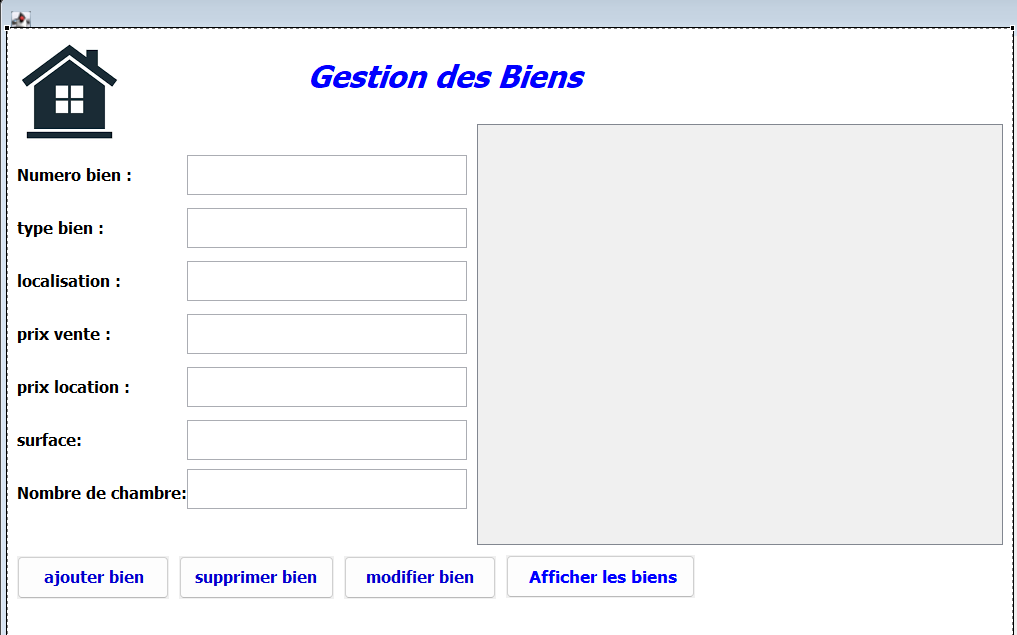 Gestion des Biens
Numero bien :
type bien :
localisation :
prix vente :
prix location :
surface:
Nombre de chambre:
ajouter bien
supprimer bien
modifier bien
Afficher les biens